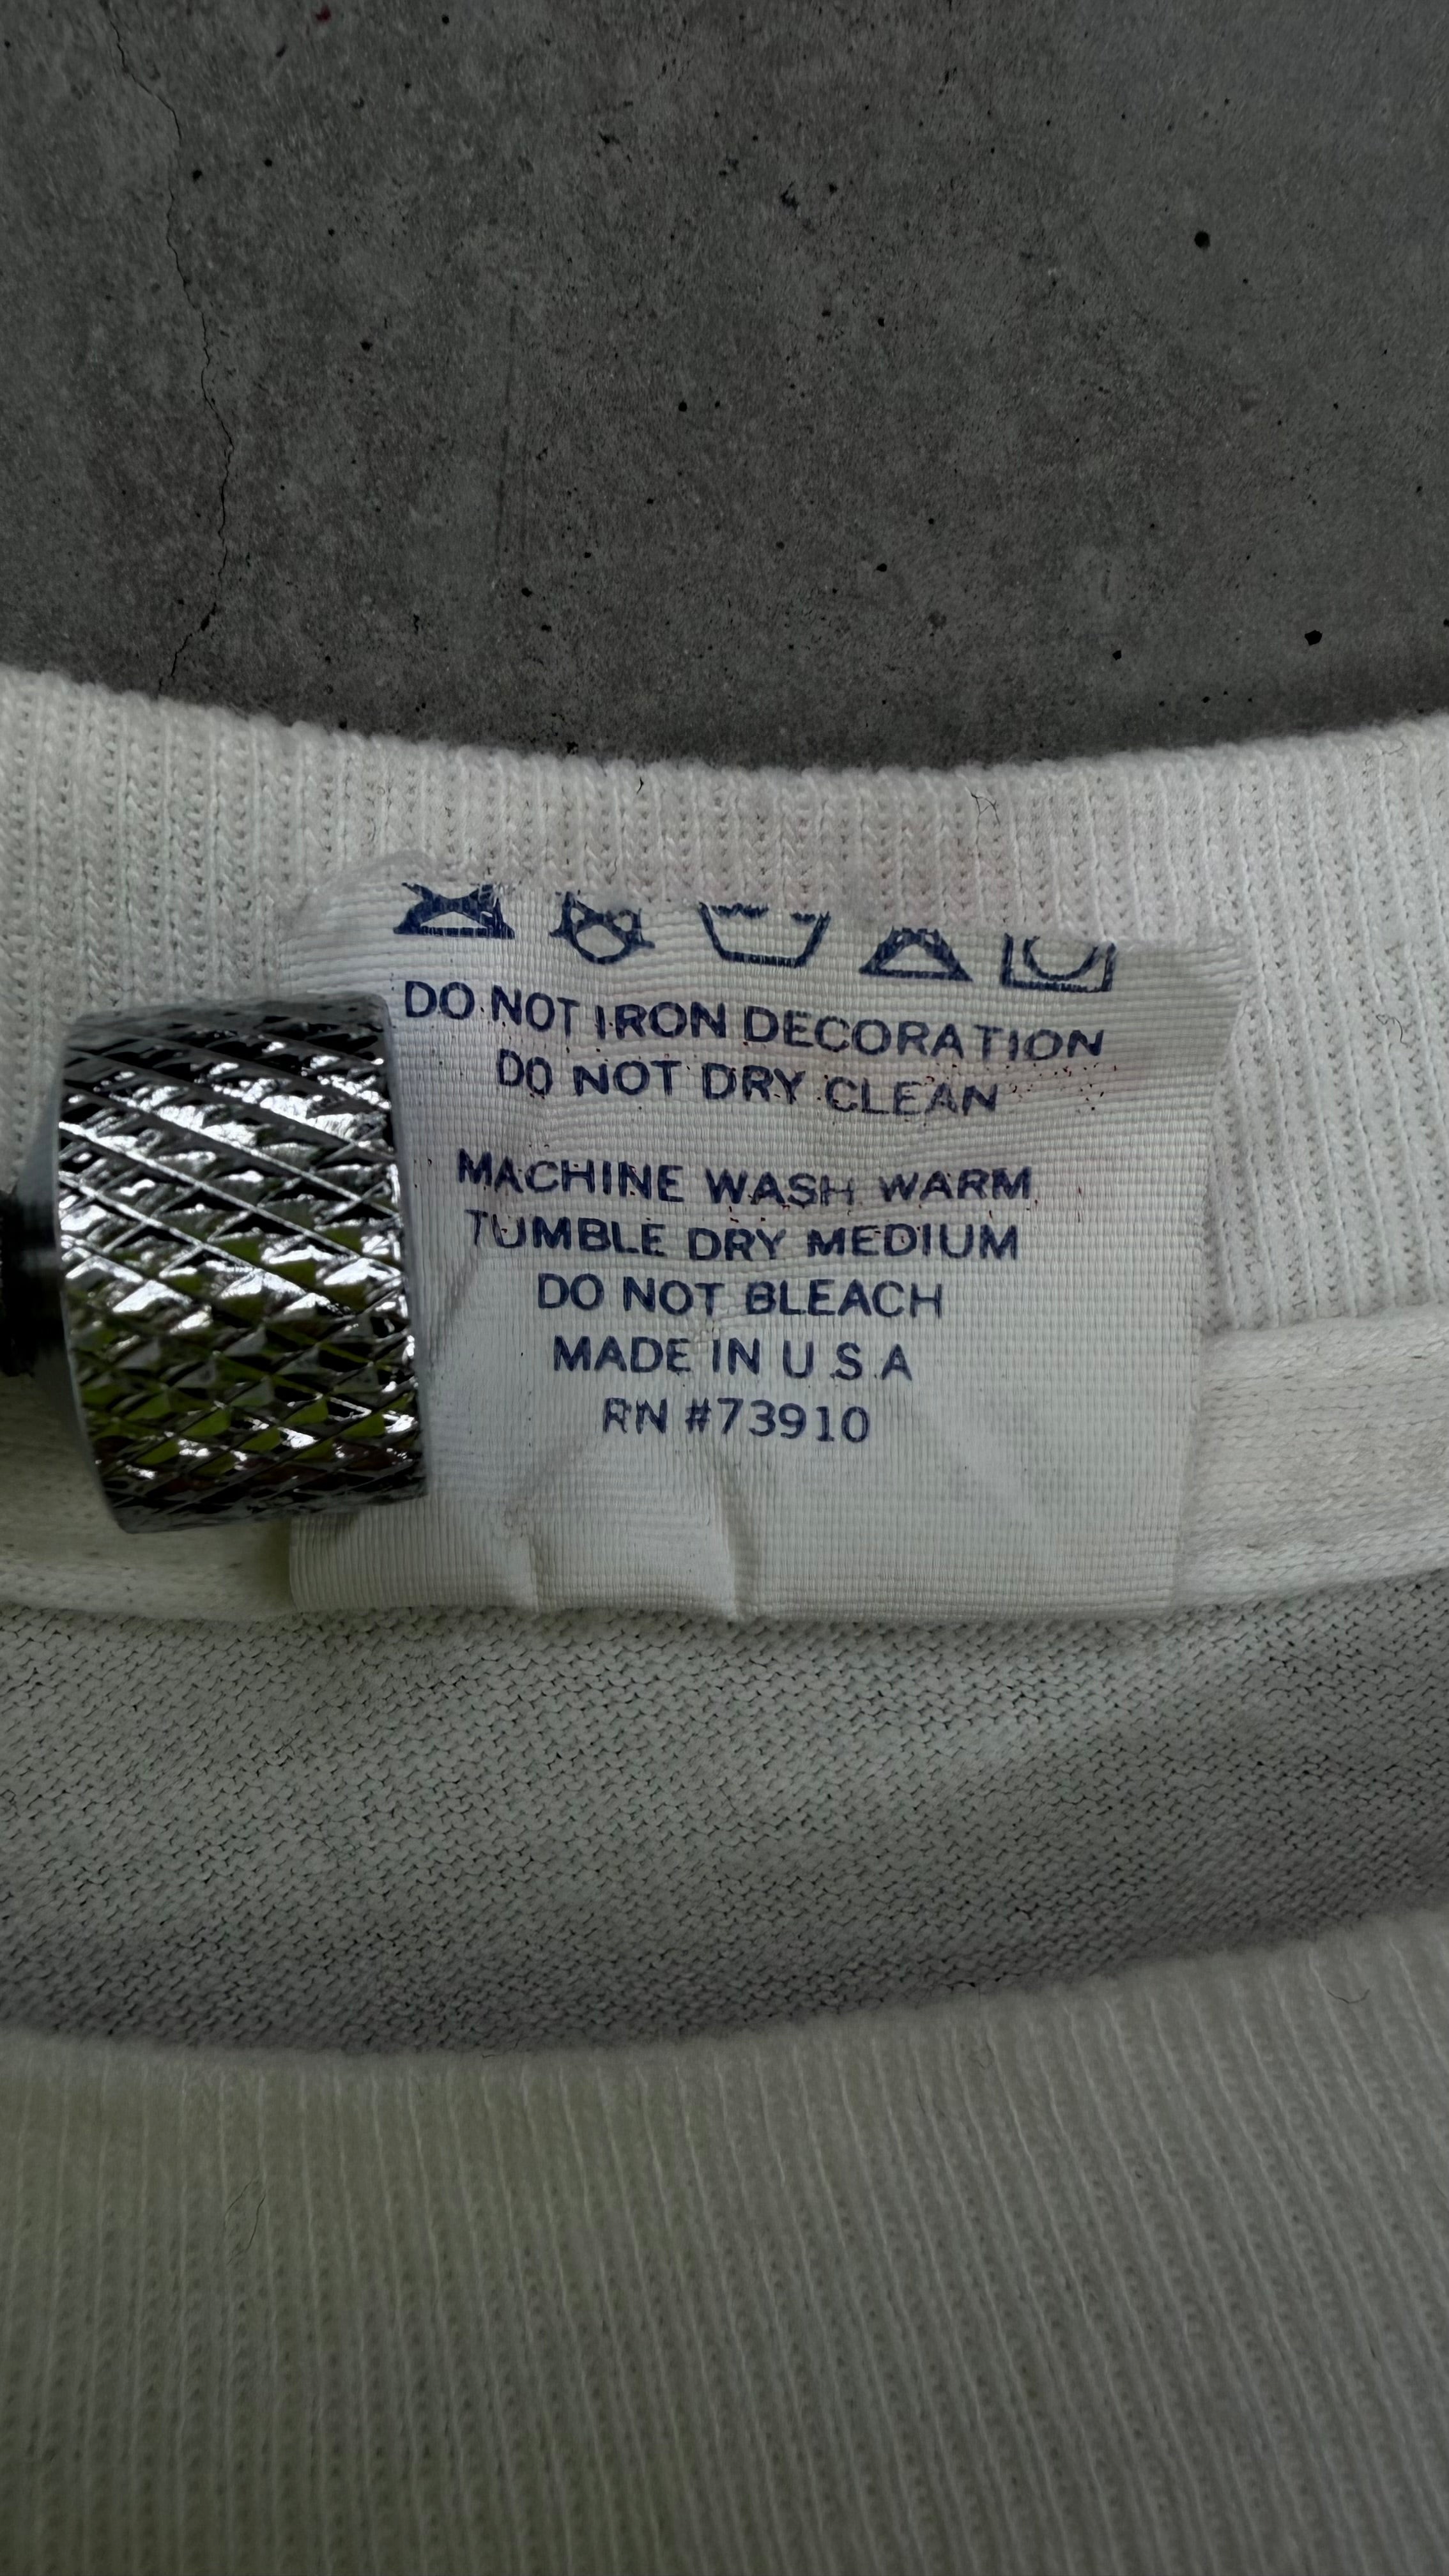 DO NOT IRON DECORATION
DO NOT DRY CLEAN
MACHINE WASH WARM
TUMBLE DRY MEDIUM
DO NOT BLEACH
MADE IN U.S.A
RN #73910